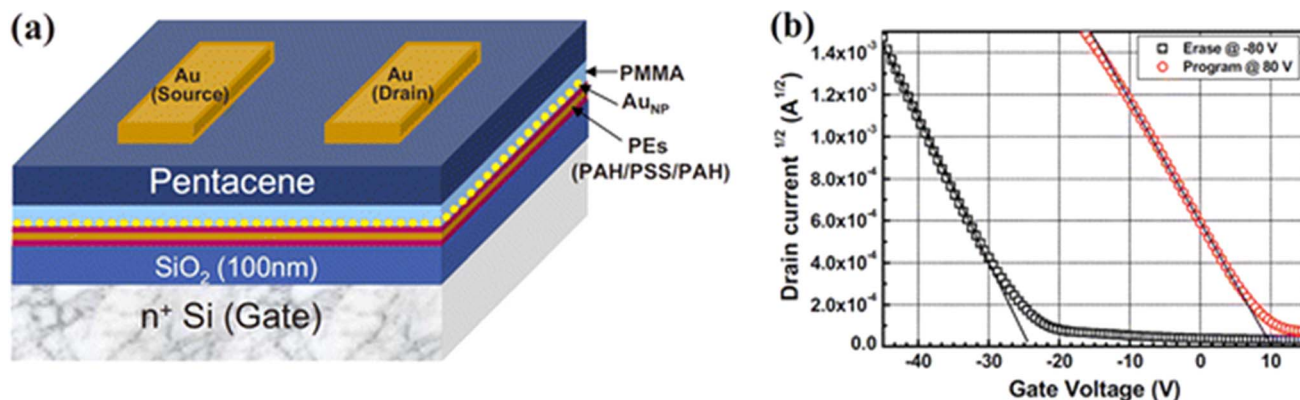 (a)
Au
(Source)
Au
(Drain)
PMMA
Au_NP
PEs
(PAH/PSS/PAH)
Pentacene
SiO₂ (100nm)
n⁺ Si (Gate)
(b)
Drain current ^1/2 (A^1/2)
1.4x10⁻³
1.2x10⁻³
1.0x10⁻³
8.0x10⁻⁴
6.0x10⁻⁴
4.0x10⁻⁴
2.0x10⁻⁴
0.0
Erase @ -80 V
Program @ 80 V
-40 -30 -20 -10 0 10
Gate Voltage (V)